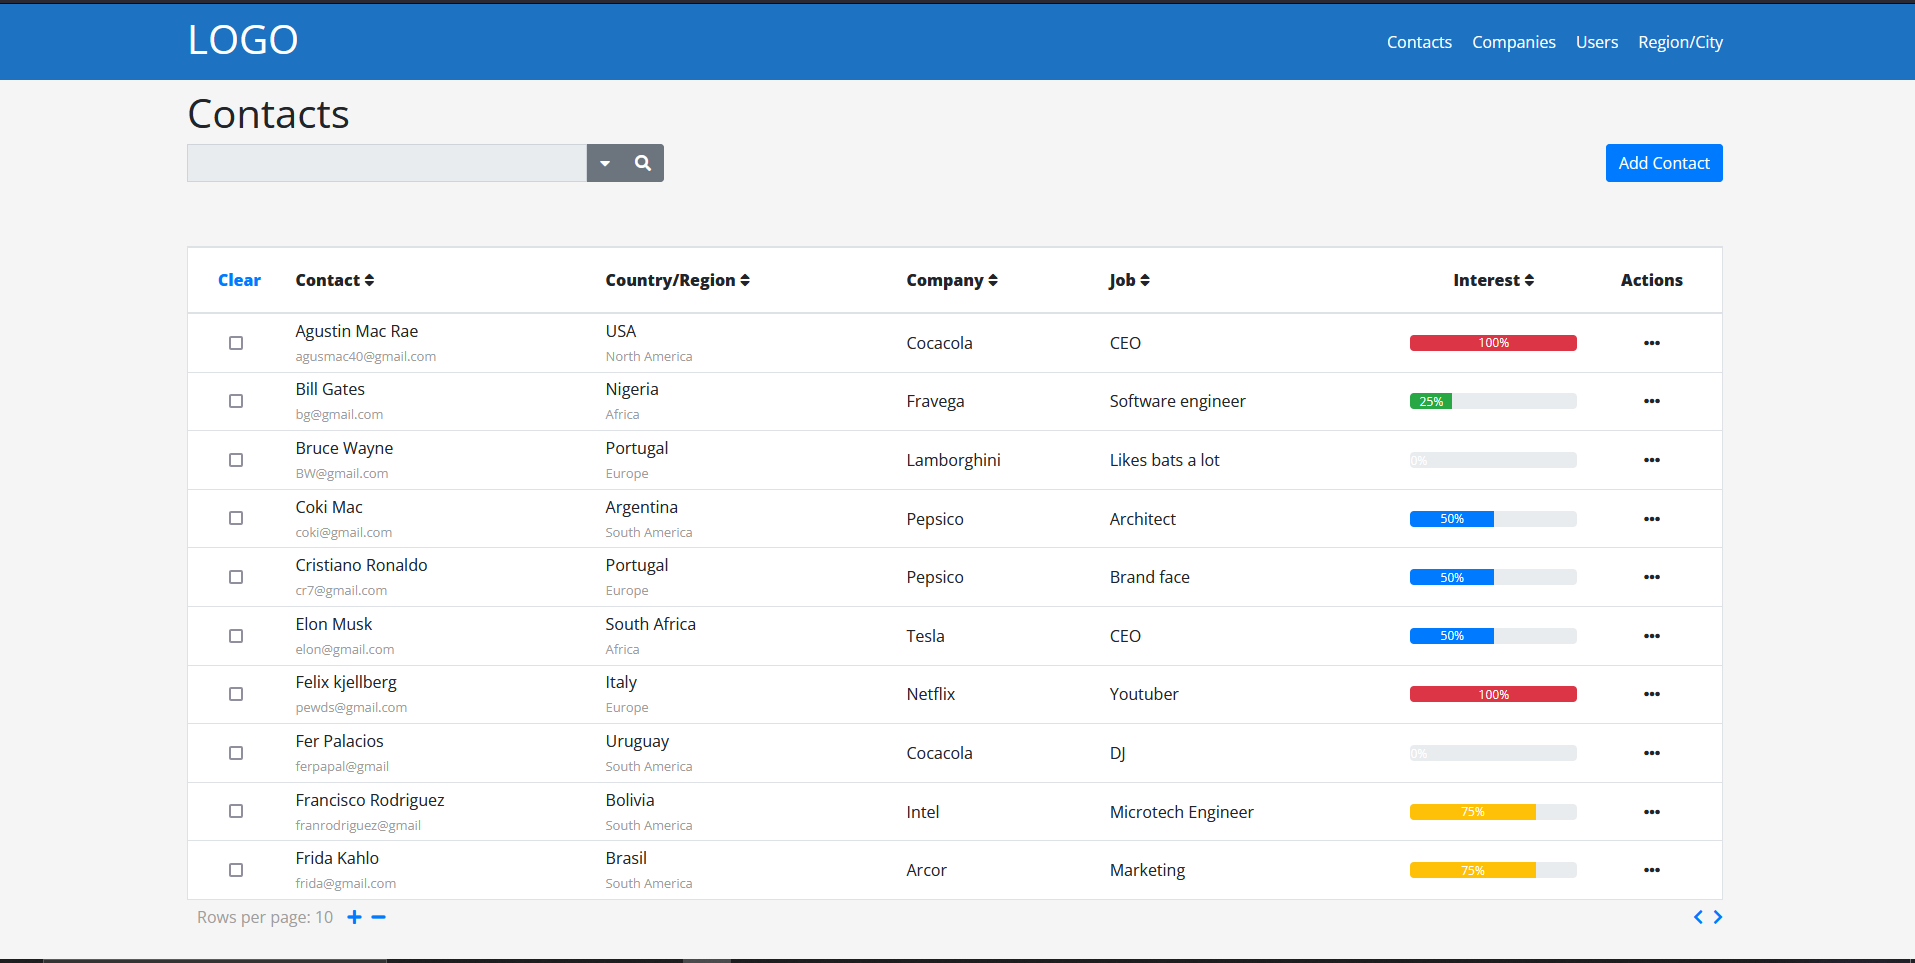 LOGO
Contacts Companies Users Region/City
Contacts
Add Contact
Clear Contact Country/Region Company Job Interest Actions
Agustin Mac Rae USA
Cocacola CEO 100%
agusmac40@gmail.com North America
Bill Gates Nigeria
Fravega Software engineer 25%
bg@gmail.com Africa
Bruce Wayne Portugal
Lamborghini Likes bats a lot 0%
BW@gmail.com Europe
Coki Mac Argentina
Pepsico Architect 50%
coki@gmail.com South America
Cristiano Ronaldo Portugal
Pepsico Brand face 50%
cr7@gmail.com Europe
Elon Musk South Africa
Tesla CEO 50%
elon@gmail.com Africa
Felix kjellberg Italy
Netflix Youtuber 100%
pewds@gmail.com Europe
Fer Palacios Uruguay
Cocacola DJ 0%
ferpapal@gmail South America
Francisco Rodriguez Bolivia
Intel Microtech Engineer 75%
franrodriguez@gmail South America
Frida Kahlo Brasil
Arcor Marketing 75%
frida@gmail.com South America
Rows per page: 10